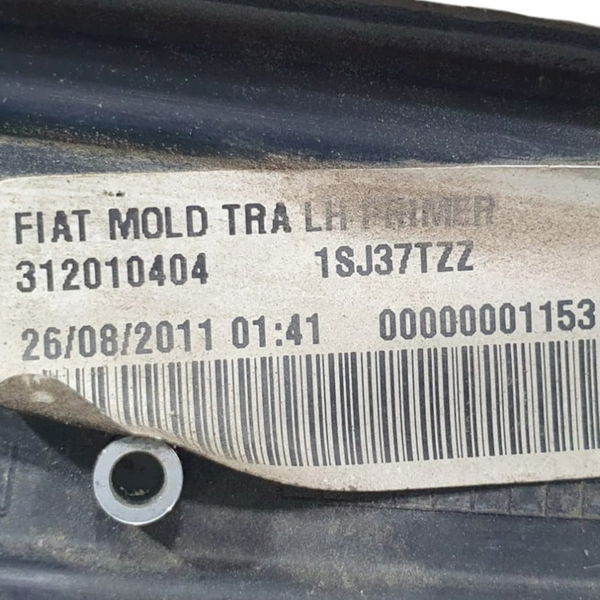 FIAT MOLD TRA LH PRIMER
312010404 1SJ37TZZ
26/08/2011 01:41 00000001153